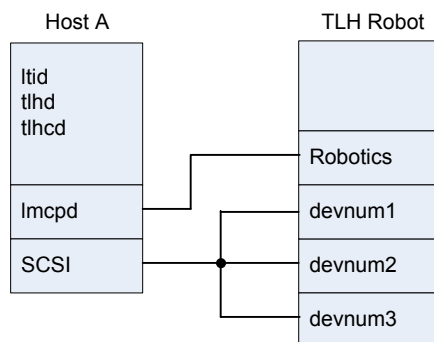 Host A
ltid
tlhd
tlhcd
lmcpd
SCSI
TLH Robot
Robotics
devnum1
devnum2
devnum3